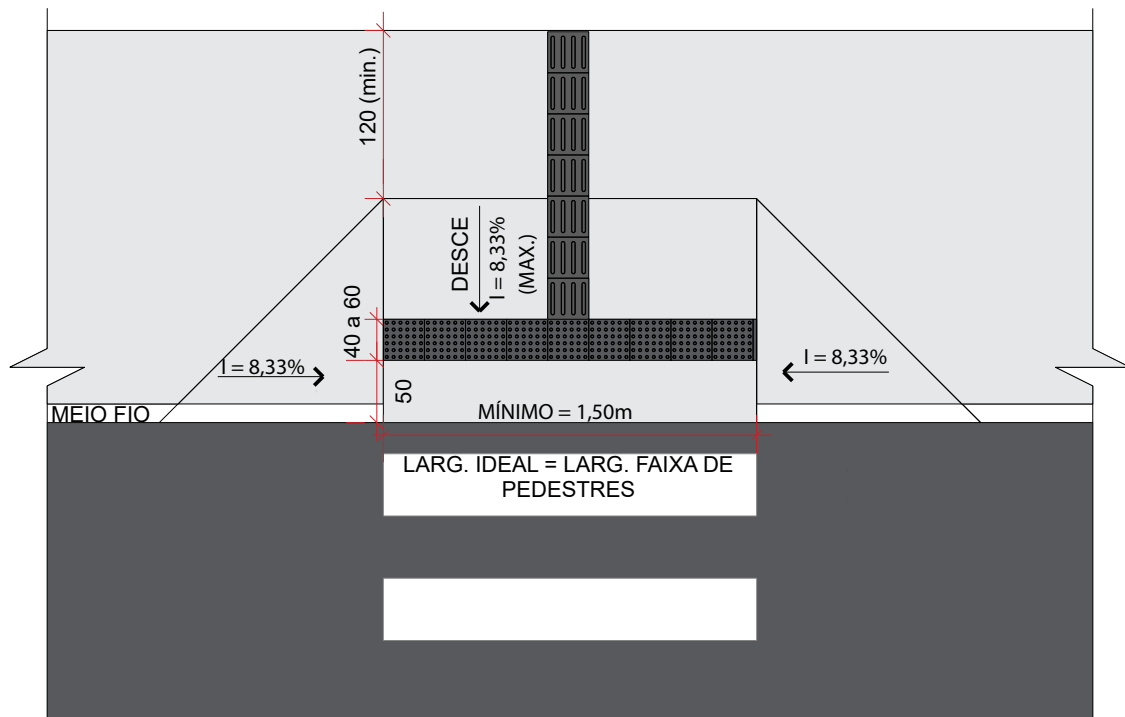 120 (min.)
DESCE
I = 8,33%
(MAX.)
40 a 60
I = 8,33%
I = 8,33%
50
MEIO FIO
MÍNIMO = 1,50m
LARG. IDEAL = LARG. FAIXA DE
PEDESTRES